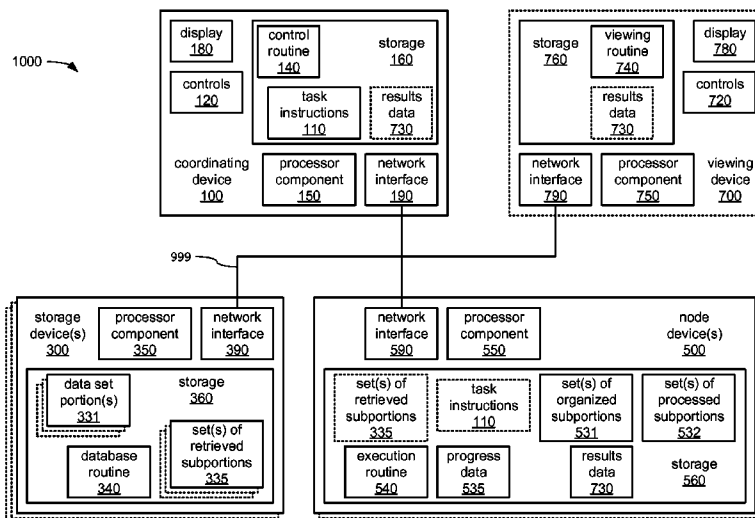 1000
display
180
controls
120
control
routine
140
storage
160
task
instructions
110
results
data
730
coordinating
device
100
processor
component
150
network
interface
190
storage
760
viewing
routine
740
results
data
730
display
780
controls
720
network
interface
790
processor
component
750
viewing
device
700
999
storage
device(s)
300
processor
component
350
network
interface
390
data set
portion(s)
331
storage
360
database
routine
340
set(s) of
retrieved
subportions
335
network
interface
590
processor
component
550
node
device(s)
500
set(s) of
retrieved
subportions
335
task
instructions
110
set(s) of
organized
subportions
531
set(s) of
processed
subportions
532
execution
routine
540
progress
data
535
results
data
730
storage
560